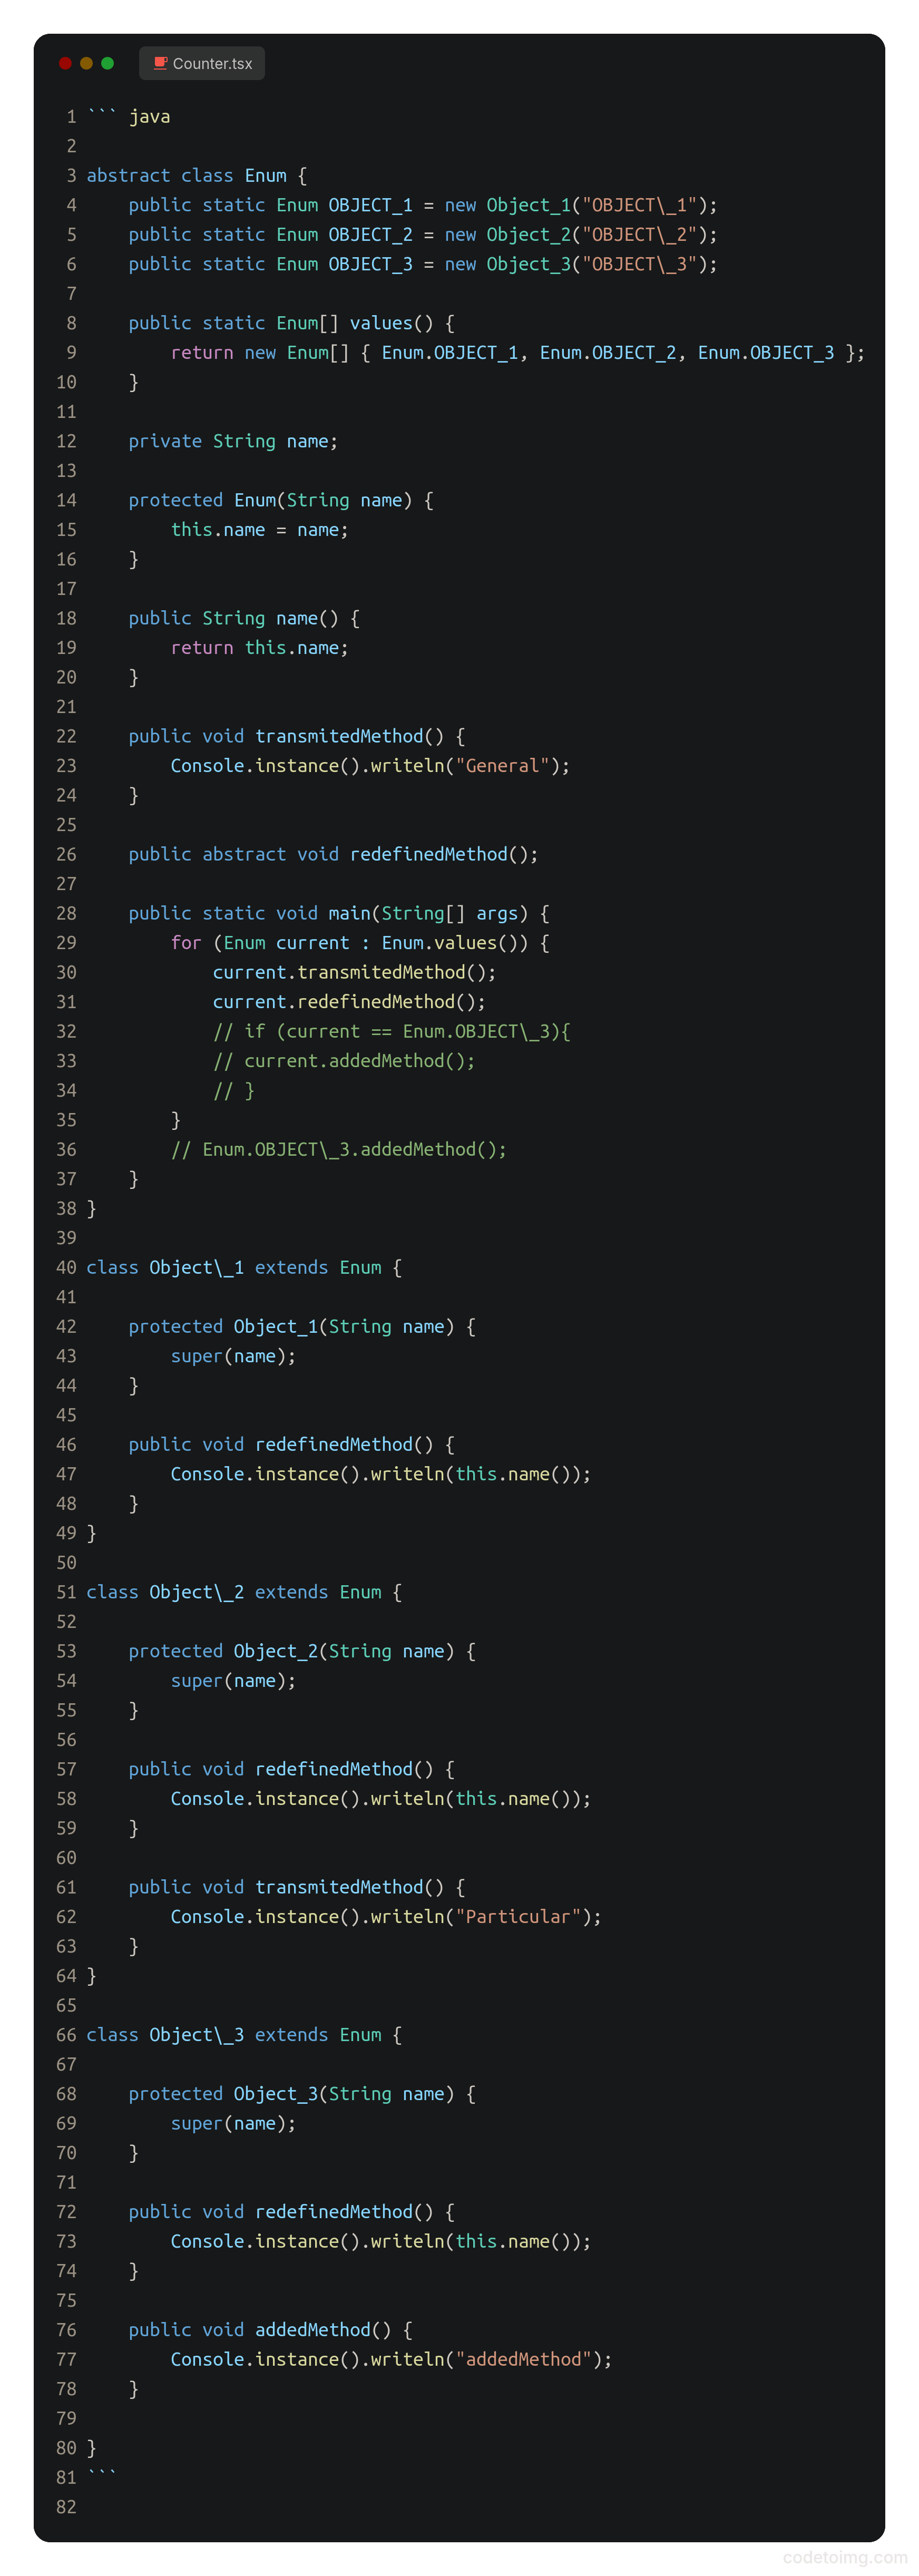 Counter.tsx
1 ``` java
2
3 abstract class Enum {
4     public static Enum OBJECT_1 = new Object_1("OBJECT\_1");
5     public static Enum OBJECT_2 = new Object_2("OBJECT\_2");
6     public static Enum OBJECT_3 = new Object_3("OBJECT\_3");
7
8     public static Enum[] values() {
9         return new Enum[] { Enum.OBJECT_1, Enum.OBJECT_2, Enum.OBJECT_3 };
10     }
11
12     private String name;
13
14     protected Enum(String name) {
15         this.name = name;
16     }
17
18     public String name() {
19         return this.name;
20     }
21
22     public void transmitedMethod() {
23         Console.instance().writeln("General");
24     }
25
26     public abstract void redefinedMethod();
27
28     public static void main(String[] args) {
29         for (Enum current : Enum.values()) {
30             current.transmitedMethod();
31             current.redefinedMethod();
32             // if (current == Enum.OBJECT\_3){
33             // current.addedMethod();
34             // }
35         }
36         // Enum.OBJECT\_3.addedMethod();
37     }
38 }
39
40 class Object\_1 extends Enum {
41
42     protected Object_1(String name) {
43         super(name);
44     }
45
46     public void redefinedMethod() {
47         Console.instance().writeln(this.name());
48     }
49 }
50
51 class Object\_2 extends Enum {
52
53     protected Object_2(String name) {
54         super(name);
55     }
56
57     public void redefinedMethod() {
58         Console.instance().writeln(this.name());
59     }
60
61     public void transmitedMethod() {
62         Console.instance().writeln("Particular");
63     }
64 }
65
66 class Object\_3 extends Enum {
67
68     protected Object_3(String name) {
69         super(name);
70     }
71
72     public void redefinedMethod() {
73         Console.instance().writeln(this.name());
74     }
75
76     public void addedMethod() {
77         Console.instance().writeln("addedMethod");
78     }
79
80 }
81 ```
82
codetoimg.com